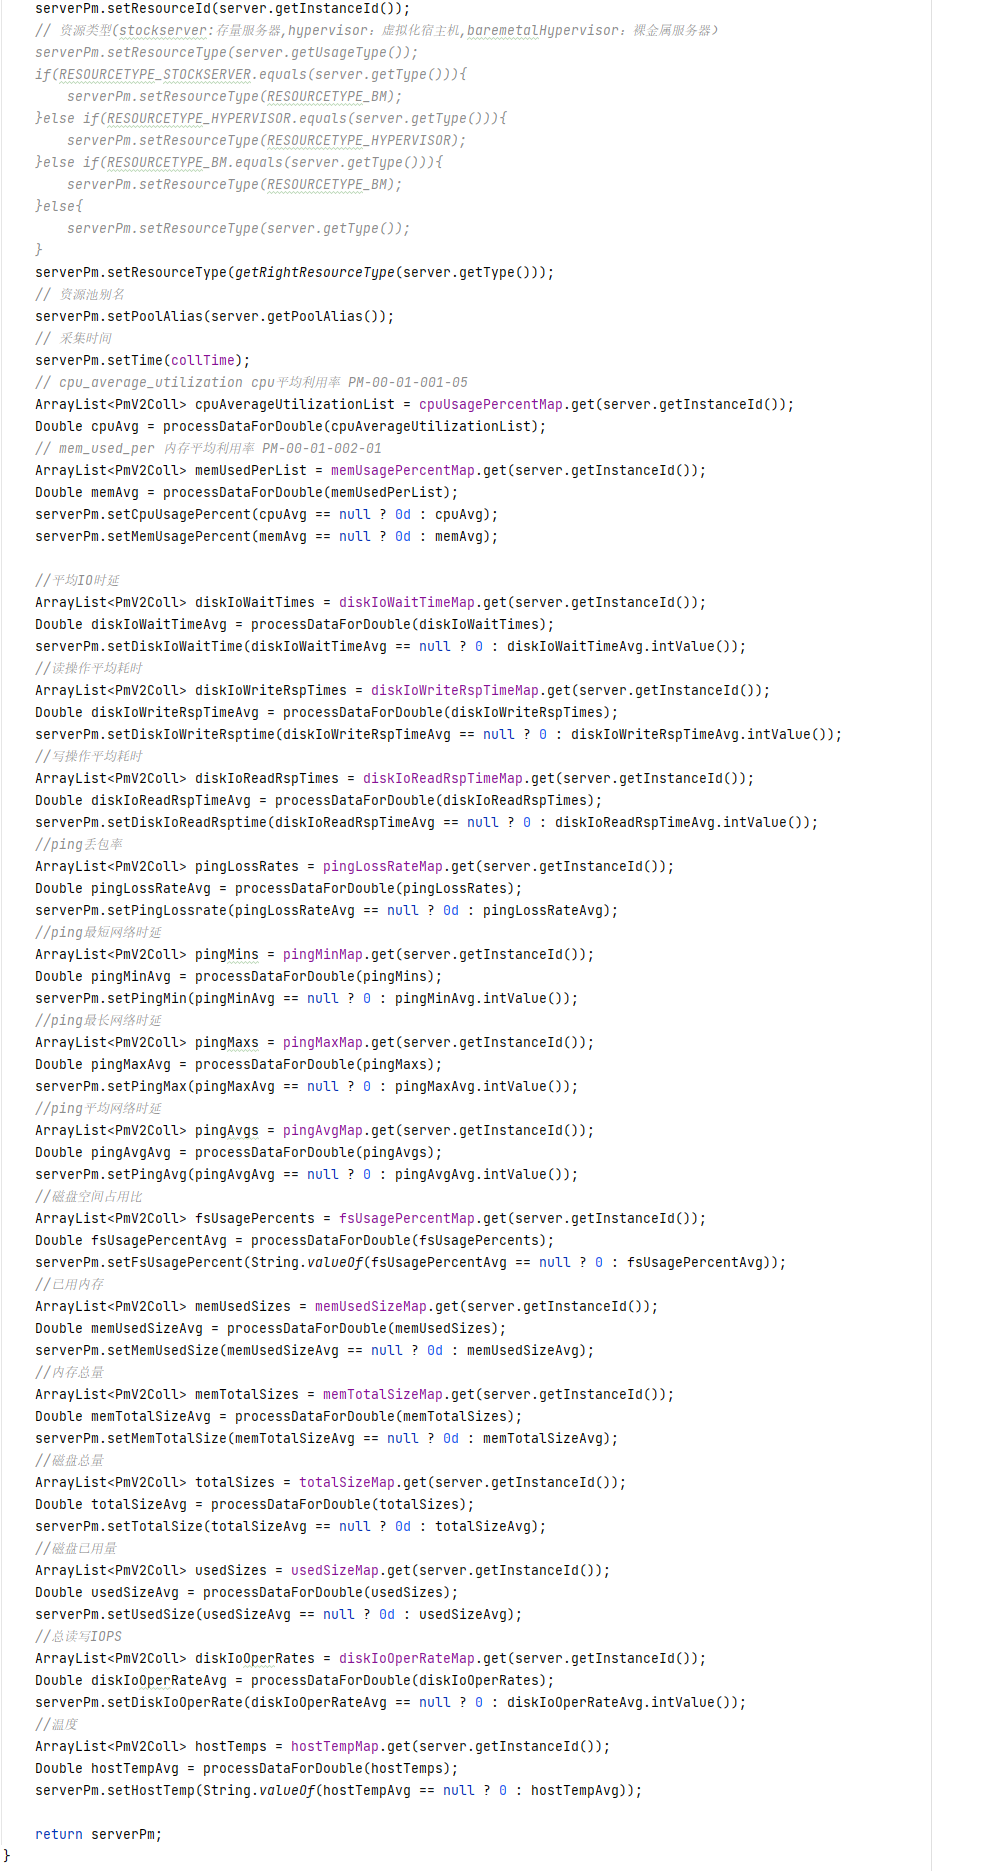 serverPm.setResourceId(server.getInstanceId());
// 资源类型(stockserver:存量服务器,hypervisor：虚拟化宿主机,baremetalHypervisor：裸金属服务器）
serverPm.setResourceType(server.getUsageType());
if(RESOURCETYPE_STOCKSERVER.equals(server.getType())){
serverPm.setResourceType(RESOURCETYPE_BM);
}else if(RESOURCETYPE_HYPERVISOR.equals(server.getType())){
serverPm.setResourceType(RESOURCETYPE_HYPERVISOR);
}else if(RESOURCETYPE_BM.equals(server.getType())){
serverPm.setResourceType(RESOURCETYPE_BM);
}else{
serverPm.setResourceType(server.getType());
}
serverPm.setResourceType(getRightResourceType(server.getType()));
// 资源池别名
serverPm.setPoolAlias(server.getPoolAlias());
// 采集时间
serverPm.setTime(collTime);
// cpu_average_utilization cpu平均利用率 PM-00-01-001-05
ArrayList<PmV2Coll> cpuAverageUtilizationList = cpuUsagePercentMap.get(server.getInstanceId());
Double cpuAvg = processDataForDouble(cpuAverageUtilizationList);
// mem_used_per 内存平均利用率 PM-00-01-002-01
ArrayList<PmV2Coll> memUsedPerList = memUsagePercentMap.get(server.getInstanceId());
Double memAvg = processDataForDouble(memUsedPerList);
serverPm.setCpuUsagePercent(cpuAvg == null ? 0d : cpuAvg);
serverPm.setMemUsagePercent(memAvg == null ? 0d : memAvg);
//平均IO时延
ArrayList<PmV2Coll> diskIoWaitTimes = diskIoWaitTimeMap.get(server.getInstanceId());
Double diskIoWaitTimeAvg = processDataForDouble(diskIoWaitTimes);
serverPm.setDiskIoWaitTime(diskIoWaitTimeAvg == null ? 0 : diskIoWaitTimeAvg.intValue());
//读操作平均耗时
ArrayList<PmV2Coll> diskIoWriteRspTimes = diskIoWriteRspTimeMap.get(server.getInstanceId());
Double diskIoWriteRspTimeAvg = processDataForDouble(diskIoWriteRspTimes);
serverPm.setDiskIoWriteRsptime(diskIoWriteRspTimeAvg == null ? 0 : diskIoWriteRspTimeAvg.intValue());
//写操作平均耗时
ArrayList<PmV2Coll> diskIoReadRspTimes = diskIoReadRspTimeMap.get(server.getInstanceId());
Double diskIoReadRspTimeAvg = processDataForDouble(diskIoReadRspTimes);
serverPm.setDiskIoReadRsptime(diskIoReadRspTimeAvg == null ? 0 : diskIoReadRspTimeAvg.intValue());
//ping丢包率
ArrayList<PmV2Coll> pingLossRates = pingLossRateMap.get(server.getInstanceId());
Double pingLossRateAvg = processDataForDouble(pingLossRates);
serverPm.setPingLossrate(pingLossRateAvg == null ? 0d : pingLossRateAvg);
//ping最短网络时延
ArrayList<PmV2Coll> pingMins = pingMinMap.get(server.getInstanceId());
Double pingMinAvg = processDataForDouble(pingMins);
serverPm.setPingMin(pingMinAvg == null ? 0 : pingMinAvg.intValue());
//ping最长网络时延
ArrayList<PmV2Coll> pingMaxs = pingMaxMap.get(server.getInstanceId());
Double pingMaxAvg = processDataForDouble(pingMaxs);
serverPm.setPingMax(pingMaxAvg == null ? 0 : pingMaxAvg.intValue());
//ping平均网络时延
ArrayList<PmV2Coll> pingAvgs = pingAvgMap.get(server.getInstanceId());
Double pingAvgAvg = processDataForDouble(pingAvgs);
serverPm.setPingAvg(pingAvgAvg == null ? 0 : pingAvgAvg.intValue());
//磁盘空间占用比
ArrayList<PmV2Coll> fsUsagePercents = fsUsagePercentMap.get(server.getInstanceId());
Double fsUsagePercentAvg = processDataForDouble(fsUsagePercents);
serverPm.setFsUsagePercent(String.valueOf(fsUsagePercentAvg == null ? 0 : fsUsagePercentAvg));
//已用内存
ArrayList<PmV2Coll> memUsedSizes = memUsedSizeMap.get(server.getInstanceId());
Double memUsedSizeAvg = processDataForDouble(memUsedSizes);
serverPm.setMemUsedSize(memUsedSizeAvg == null ? 0d : memUsedSizeAvg);
//内存总量
ArrayList<PmV2Coll> memTotalSizes = memTotalSizeMap.get(server.getInstanceId());
Double memTotalSizeAvg = processDataForDouble(memTotalSizes);
serverPm.setMemTotalSize(memTotalSizeAvg == null ? 0d : memTotalSizeAvg);
//磁盘总量
ArrayList<PmV2Coll> totalSizes = totalSizeMap.get(server.getInstanceId());
Double totalSizeAvg = processDataForDouble(totalSizes);
serverPm.setTotalSize(totalSizeAvg == null ? 0d : totalSizeAvg);
//磁盘已用量
ArrayList<PmV2Coll> usedSizes = usedSizeMap.get(server.getInstanceId());
Double usedSizeAvg = processDataForDouble(usedSizes);
serverPm.setUsedSize(usedSizeAvg == null ? 0d : usedSizeAvg);
//总读写IOPS
ArrayList<PmV2Coll> diskIoOperRates = diskIoOperRateMap.get(server.getInstanceId());
Double diskIoOperRateAvg = processDataForDouble(diskIoOperRates);
serverPm.setDiskIoOperRate(diskIoOperRateAvg == null ? 0 : diskIoOperRateAvg.intValue());
//温度
ArrayList<PmV2Coll> hostTemps = hostTempMap.get(server.getInstanceId());
Double hostTempAvg = processDataForDouble(hostTemps);
serverPm.setHostTemp(String.valueOf(hostTempAvg == null ? 0 : hostTempAvg));
return serverPm;
}